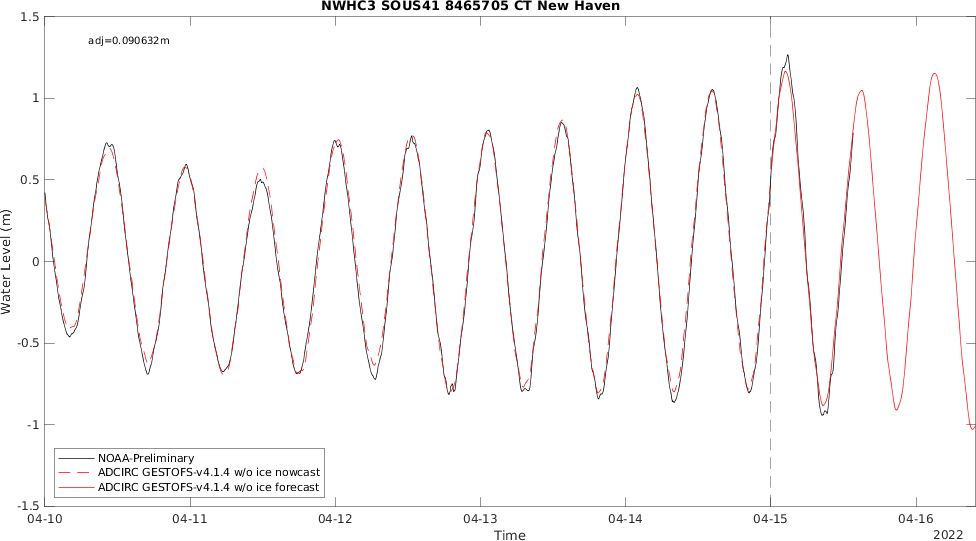 NWHC3 SOUS41 8465705 CT New Haven
adj=0.090632m
1.5
1
0.5
0
-0.5
-1
-1.5
Water Level (m)
NOAA-Preliminary
ADCIRC GESTOFS-v4.1.4 w/o ice nowcast
ADCIRC GESTOFS-v4.1.4 w/o ice forecast
04-10 04-11 04-12 04-13 04-14 04-15 04-16
Time
2022